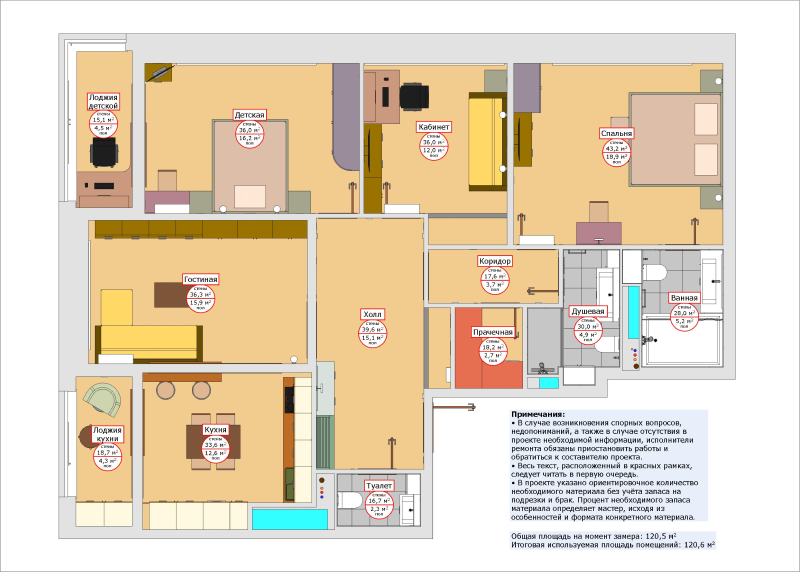 Лоджия
детской
стены
15,1 м²
4,5 м²
пол
Детская
стены
36,0 м²
16,2 м²
пол
Кабинет
стены
36,0 м²
12,0 м²
пол
Спальня
стены
43,2 м²
18,9 м²
пол
Гостиная
стены
36,3 м²
15,9 м²
пол
Коридор
стены
17,6 м²
3,7 м²
пол
Холл
стены
39,6 м²
15,1 м²
пол
Прачечная
стены
18,2 м²
2,7 м²
пол
Душевая
стены
30,0 м²
4,9 м²
пол
Ванная
стены
28,0 м²
5,2 м²
пол
Лоджия
кухни
стены
18,7 м²
4,3 м²
пол
Кухня
стены
33,6 м²
12,6 м²
пол
Туалет
стены
16,7 м²
2,3 м²
пол
Примечания:
• В случае возникновения спорных вопросов,
недопониманий, а также в случае отсутствия в
проекте необходимой информации, исполнители
ремонта обязаны приостановить работы и
обратиться к составителю проекта.
• Весь текст, расположенный в красных рамках,
следует читать в первую очередь.
• В проекте указано ориентировочное количество
необходимого материала без учёта запаса на
подрезки и брак. Процент необходимого запаса
материала определяет мастер, исходя из
особенностей и формата конкретного материала.
Общая площадь на момент замера: 120,5 м²
Итоговая используемая площадь помещений: 120,6 м²